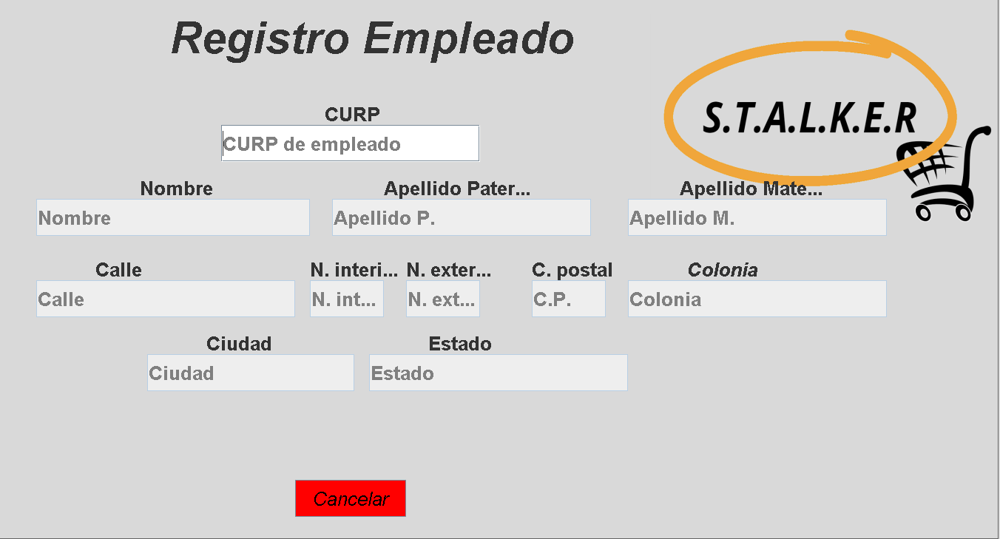 Registro Empleado
S.T.A.L.K.E.R
CURP
CURP de empleado
Nombre Apellido Pater... Apellido Mate...
Nombre Apellido P. Apellido M.
Calle N. interi... N. exter... C. postal Colonia
Calle N. int... N. ext... C.P. Colonia
Ciudad Estado
Ciudad Estado
Cancelar